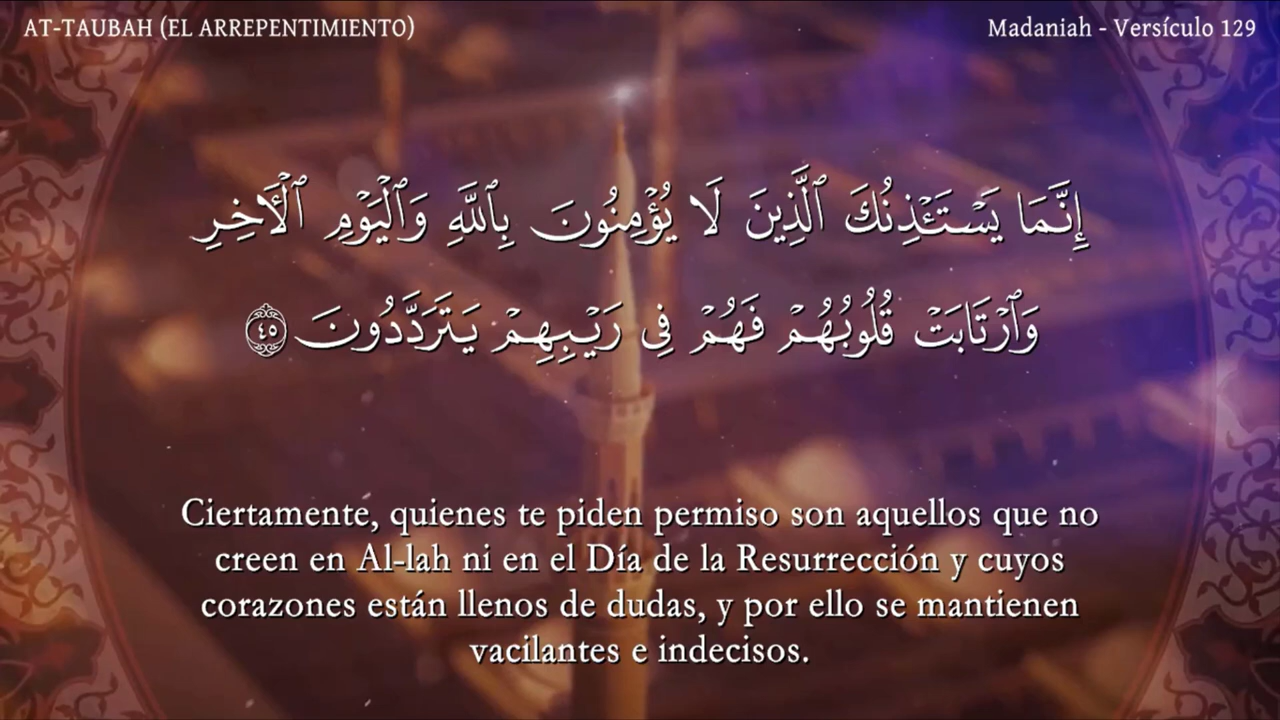 AT-TAUBAH (EL ARREPENTIMIENTO)
Madaniah - Versículo 129
إِنَّمَا يَسْتَـْٔذِنُكَ ٱلَّذِينَ لَا يُؤْمِنُونَ بِٱللَّهِ وَٱلْيَوْمِ ٱلْـَٔاخِرِ
وَٱرْتَابَتْ قُلُوبُهُمْ فَهُمْ فِى رَيْبِهِمْ يَتَرَدَّدُونَ ٤٥
Ciertamente, quienes te piden permiso son aquellos que no
creen en Al-lah ni en el Día de la Resurrección y cuyos
corazones están llenos de dudas, y por ello se mantienen
vacilantes e indecisos.